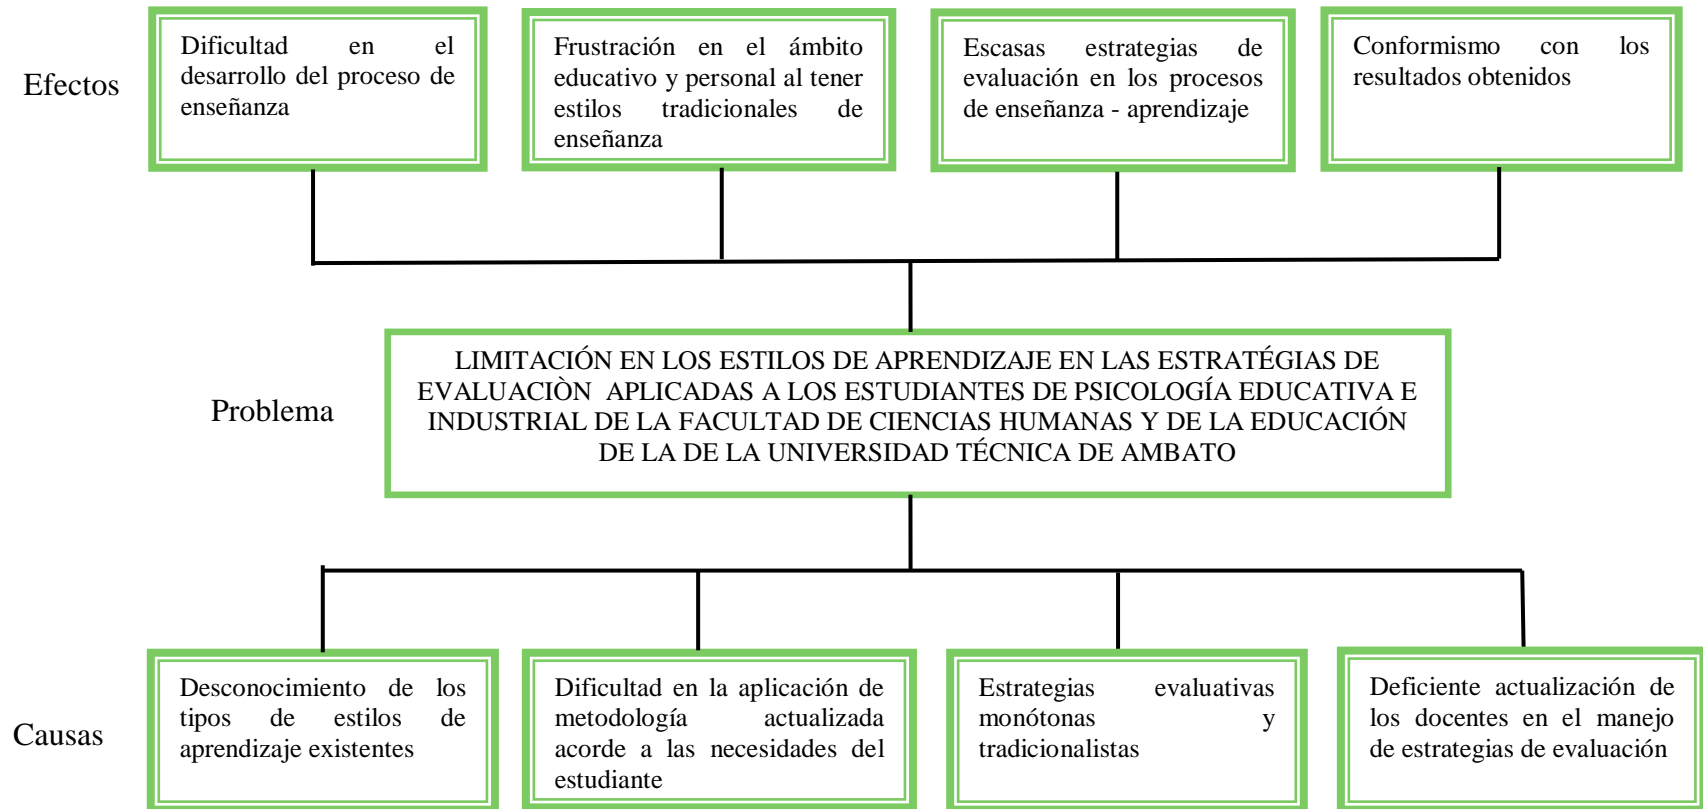 Efectos
Dificultad en el
desarrollo del proceso de
enseñanza
Frustración en el ámbito
educativo y personal al tener
estilos tradicionales de
enseñanza
Escasas estrategias de
evaluación en los procesos
de enseñanza - aprendizaje
Conformismo con los
resultados obtenidos
Problema
LIMITACIÓN EN LOS ESTILOS DE APRENDIZAJE EN LAS ESTRATÉGIAS DE
EVALUACIÒN APLICADAS A LOS ESTUDIANTES DE PSICOLOGÍA EDUCATIVA E
INDUSTRIAL DE LA FACULTAD DE CIENCIAS HUMANAS Y DE LA EDUCACIÓN
DE LA DE LA UNIVERSIDAD TÉCNICA DE AMBATO
Causas
Desconocimiento de los
tipos de estilos de
aprendizaje existentes
Dificultad en la aplicación de
metodología actualizada
acorde a las necesidades del
estudiante
Estrategias evaluativas
monótonas y
tradicionalistas
Deficiente actualización de
los docentes en el manejo
de estrategias de evaluación